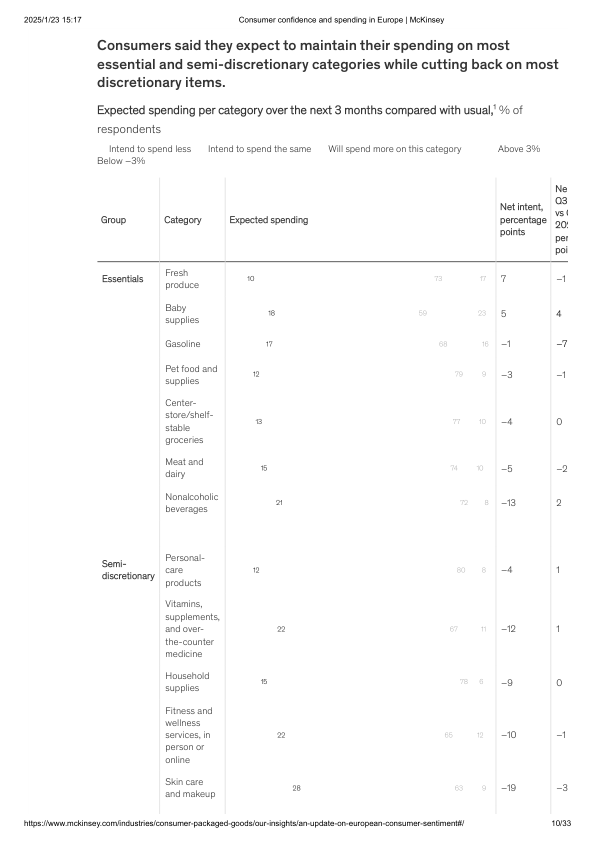 2025/1/23 15:17 Consumer confidence and spending in Europe | McKinsey
Consumers said they expect to maintain their spending on most
essential and semi-discretionary categories while cutting back on most
discretionary items.
Expected spending per category over the next 3 months compared with usual,¹ % of
respondents
Intend to spend less Intend to spend the same Will spend more on this category Above 3%
Below −3%
Group Category Expected spending Net intent, percentage points
Essentials Fresh produce 10 73 17 7 −1
Baby supplies 18 59 23 5 4
Gasoline 17 68 16 −1 −7
Pet food and supplies 12 79 9 −3 −1
Center-store/shelf-stable groceries 13 77 10 −4 0
Meat and dairy 15 74 10 −5 −2
Nonalcoholic beverages 21 72 8 −13 2
Semi-discretionary Personal-care products 12 80 8 −4 1
Vitamins, supplements, and over-the-counter medicine 22 67 11 −12 1
Household supplies 15 78 6 −9 0
Fitness and wellness services, in person or online 22 65 12 −10 −1
Skin care and makeup 28 63 9 −19 −3
https://www.mckinsey.com/industries/consumer-packaged-goods/our-insights/an-update-on-european-consumer-sentiment#/ 10/33